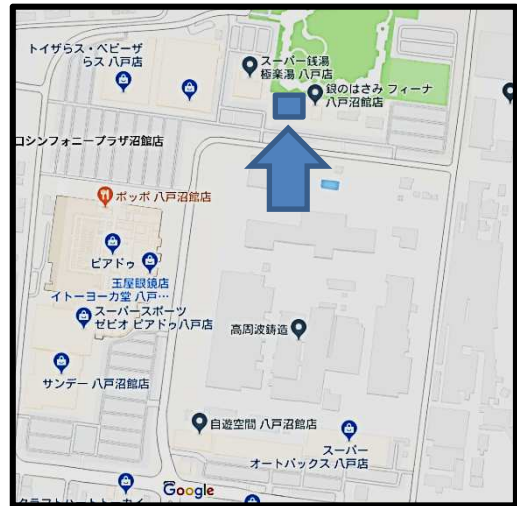 トイザらス・ベビーザ
らス 八戸店
スーパー銭湯
極楽湯 八戸店
銀のはさみ フィーナ
八戸沼館店
コシンフォニープラザ沼館店
ポッポ 八戸沼館店
ピアドゥ
玉屋眼鏡店
イトーヨーカ堂 八戸…
スーパースポーツ
ゼビオ ピアドゥ八戸店
高周波鋳造
サンデー 八戸沼館店
自遊空間 八戸沼館店
スーパー
オートバックス 八戸店
Google